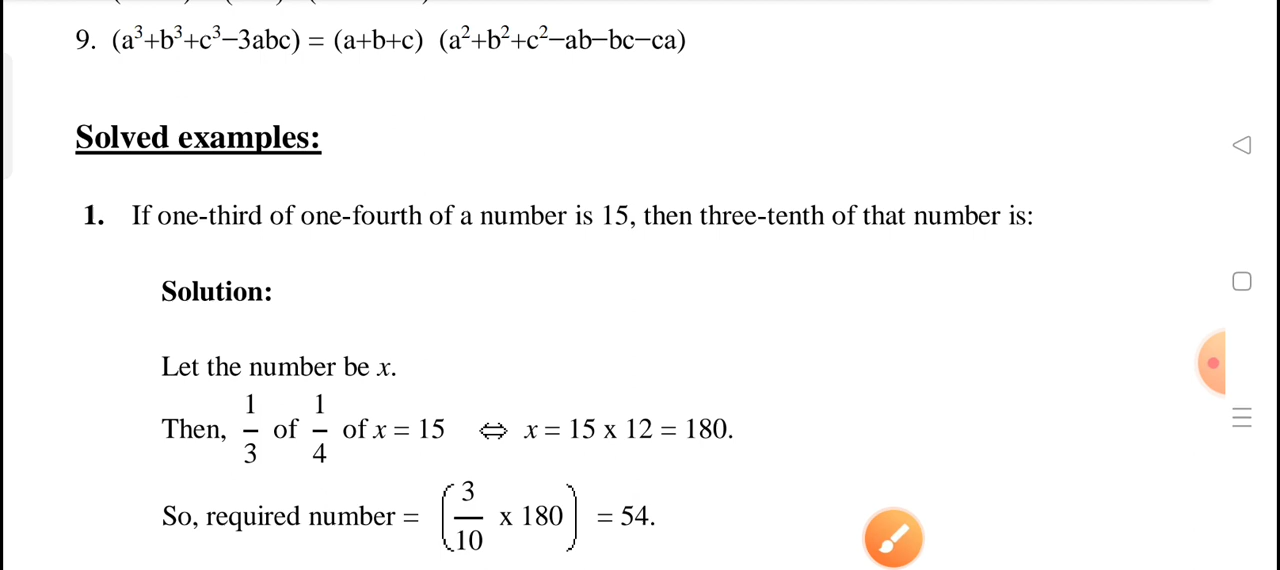 9. (a³+b³+c³−3abc) = (a+b+c) (a²+b²+c²−ab−bc−ca)
Solved examples:
1. If one-third of one-fourth of a number is 15, then three-tenth of that number is:
Solution:
Let the number be x.
Then, 1/3 of 1/4 of x = 15 ⇔ x = 15 x 12 = 180.
So, required number = (3/10 x 180) = 54.